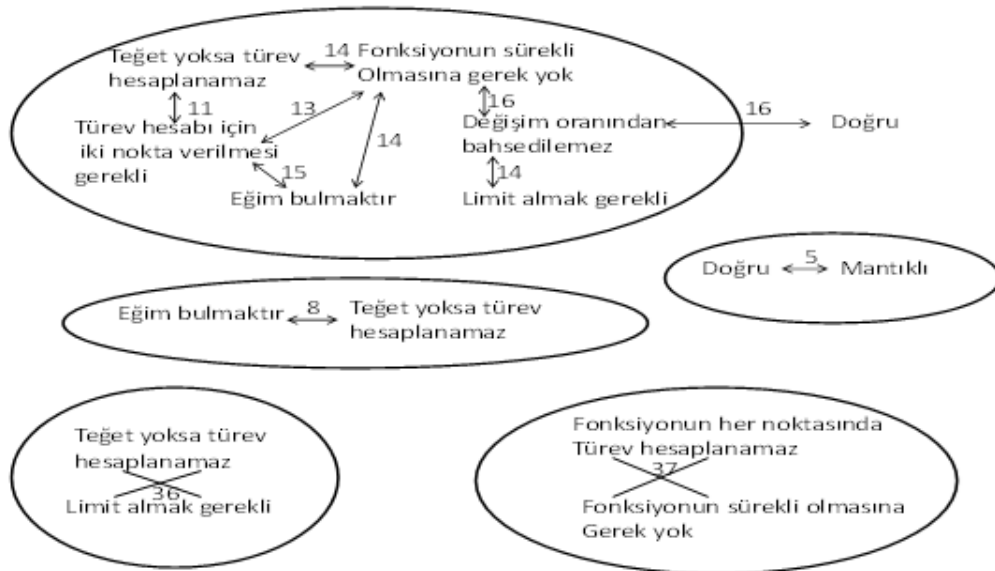 Teğet yoksa türev
hesaplanamaz
14
Fonksiyonun sürekli
Olmasına gerek yok
11
13
16
16
Türev hesabı için
iki nokta verilmesi
gerekli
14
Değişim oranından
bahsedilemez
Doğru
15
14
Eğim bulmaktır
Limit almak gerekli
Doğru
5
Mantıklı
Eğim bulmaktır
8
Teğet yoksa türev
hesaplanamaz
Teğet yoksa türev
hesaplanamaz
36
Limit almak gerekli
Fonksiyonun her noktasında
Türev hesaplanamaz
37
Fonksiyonun sürekli olmasına
Gerek yok